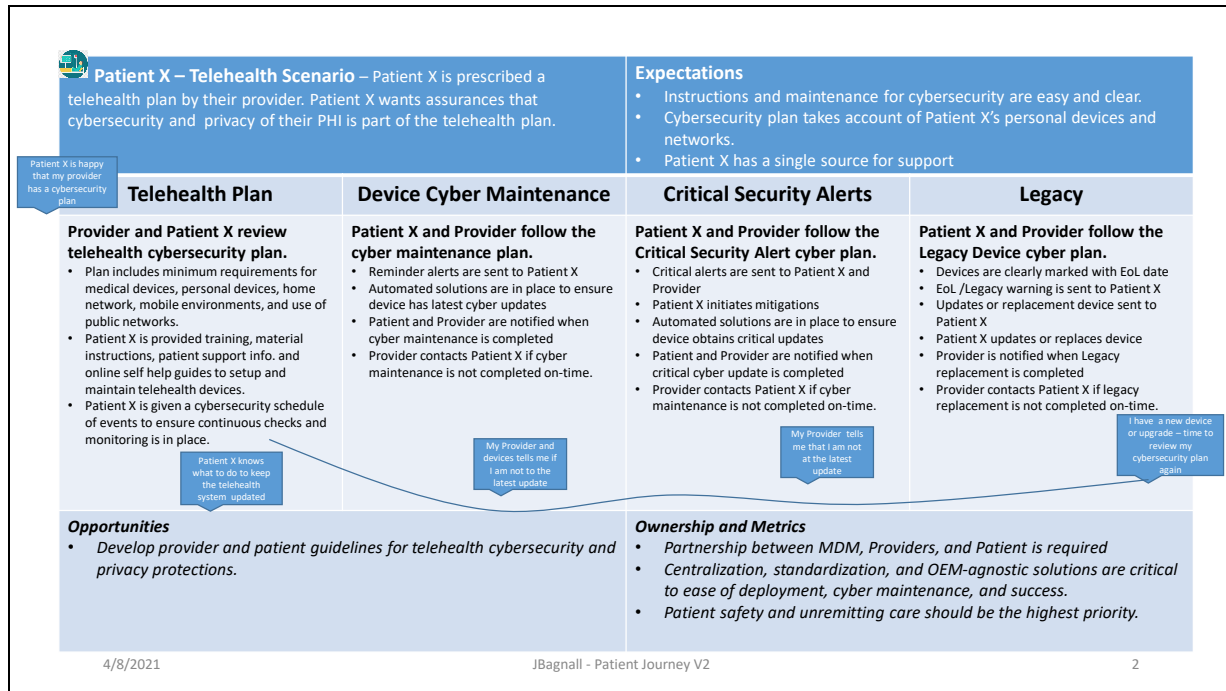 Patient X – Telehealth Scenario – Patient X is prescribed a
telehealth plan by their provider. Patient X wants assurances that
cybersecurity and privacy of their PHI is part of the telehealth plan.
Expectations
• Instructions and maintenance for cybersecurity are easy and clear.
• Cybersecurity plan takes account of Patient X's personal devices and
networks.
• Patient X has a single source for support
Patient X is happy
that my provider
has a cybersecurity
plan
Telehealth Plan
Device Cyber Maintenance
Critical Security Alerts
Legacy
Provider and Patient X review
telehealth cybersecurity plan.
• Plan includes minimum requirements for
medical devices, personal devices, home
network, mobile environments, and use of
public networks.
• Patient X is provided training, material
instructions, patient support info. and
online self help guides to setup and
maintain telehealth devices.
• Patient X is given a cybersecurity schedule
of events to ensure continuous checks and
monitoring is in place.
Patient X knows
what to do to keep
the telehealth
system updated
Patient X and Provider follow the
cyber maintenance plan.
• Reminder alerts are sent to Patient X
• Automated solutions are in place to ensure
device has latest cyber updates
• Patient and Provider are notified when
cyber maintenance is completed
• Provider contacts Patient X if cyber
maintenance is not completed on-time.
My Provider and
devices tells me if
I am not to the
latest update
Patient X and Provider follow the
Critical Security Alert cyber plan.
• Critical alerts are sent to Patient X and
Provider
• Patient X initiates mitigations
• Automated solutions are in place to ensure
device obtains critical updates
• Patient and Provider are notified when
critical cyber update is completed
• Provider contacts Patient X if cyber
maintenance is not completed on-time.
My Provider tells
me that I am not
at the latest
update
Patient X and Provider follow the
Legacy Device cyber plan.
• Devices are clearly marked with EoL date
• EoL /Legacy warning is sent to Patient X
• Updates or replacement device sent to
Patient X
• Patient X updates or replaces device
• Provider is notified when Legacy
replacement is completed
• Provider contacts Patient X if legacy
replacement is not completed on-time.
I have a new device
or upgrade – time to
review my
cybersecurity plan
again
Opportunities
• Develop provider and patient guidelines for telehealth cybersecurity and
privacy protections.
Ownership and Metrics
• Partnership between MDM, Providers, and Patient is required
• Centralization, standardization, and OEM-agnostic solutions are critical
to ease of deployment, cyber maintenance, and success.
• Patient safety and unremitting care should be the highest priority.
4/8/2021
JBagnall - Patient Journey V2
2